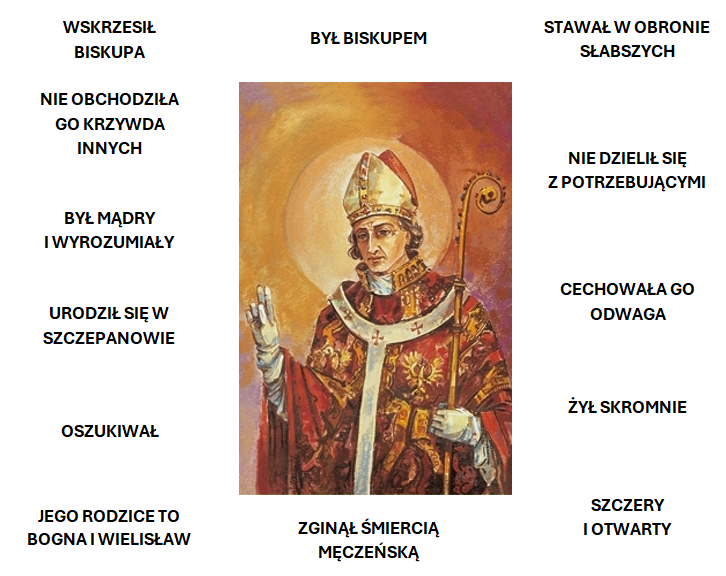 WSKRZESIŁ
BISKUPA
BYŁ BISKUPEM
STAWAŁ W OBRONIE
SŁABSZYCH
NIE OBCHODZIŁA
GO KRZYWDA
INNYCH
NIE DZIELIŁ SIĘ
Z POTRZEBUJĄCYMI
BYŁ MĄDRY
I WYROZUMIAŁY
CECHOWAŁA GO
ODWAGA
URODZIŁ SIĘ W
SZCZEPANOWIE
ŻYŁ SKROMNIE
OSZUKIWAŁ
SZCZERY
I OTWARTY
JEGO RODZICE TO
BOGNA I WIELISŁAW
ZGINĄŁ ŚMIERCIĄ
MĘCZEŃSKĄ